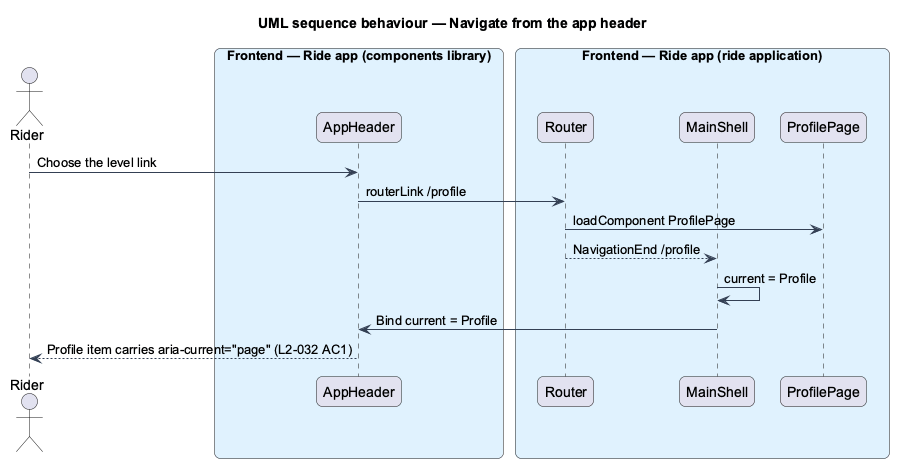 UML sequence behaviour — Navigate from the app header
Frontend — Ride app (components library)
Frontend — Ride app (ride application)
Rider
AppHeader
Router
MainShell
ProfilePage
Choose the level link
routerLink /profile
loadComponent ProfilePage
NavigationEnd /profile
current = Profile
Bind current = Profile
Profile item carries aria-current="page" (L2-032 AC1)
Rider
AppHeader
Router
MainShell
ProfilePage